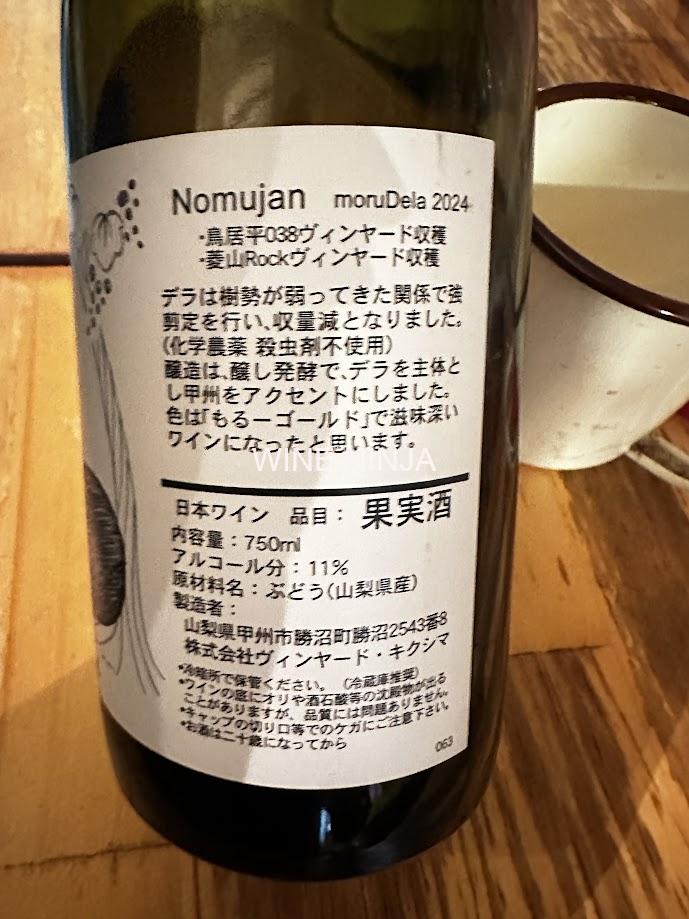 Nomujan moruDela 2024
・鳥居平038ヴィンヤード収穫
・菱山Rockヴィンヤード収穫
デラは樹勢が弱ってきた関係で強
剪定を行い、収量減となりました。
(化学農薬 殺虫剤不使用)
醸造は、醸し発酵で、デラを主体と
し甲州をアクセントにしました。
色は「もるーゴールド」で滋味深い
ワインになったと思います。
WINE NINJA
日本ワイン 品目： 果実酒
内容量：750ml
アルコール分：11％
原材料名：ぶどう(山梨県産)
製造者：
山梨県甲州市勝沼町勝沼2543番8
株式会社ヴィンヤード・キクシマ
*冷暗所で保管ください。(冷蔵庫推奨)
*ワインの底にオリや酒石酸等の沈殿物が出る
ことがありますが、品質には問題ありません。
*キャップの切り口等でのケガにご注意下さい。
*お酒は二十歳になってから
063